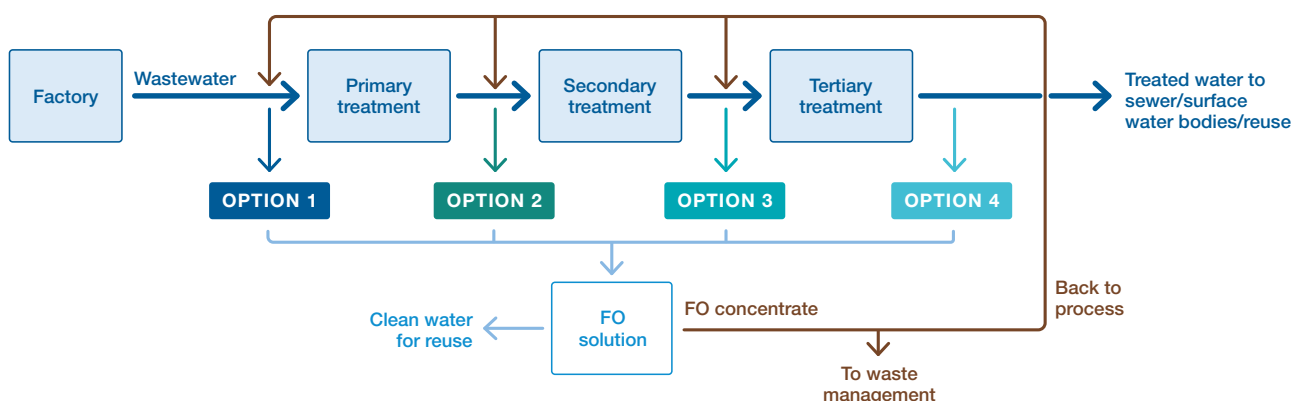 Factory
Wastewater
Primary
treatment
Secondary
treatment
Tertiary
treatment
Treated water to
sewer/surface
water bodies/reuse
OPTION 1
OPTION 2
OPTION 3
OPTION 4
Clean water
for reuse
FO
solution
FO concentrate
Back to
process
To waste
management